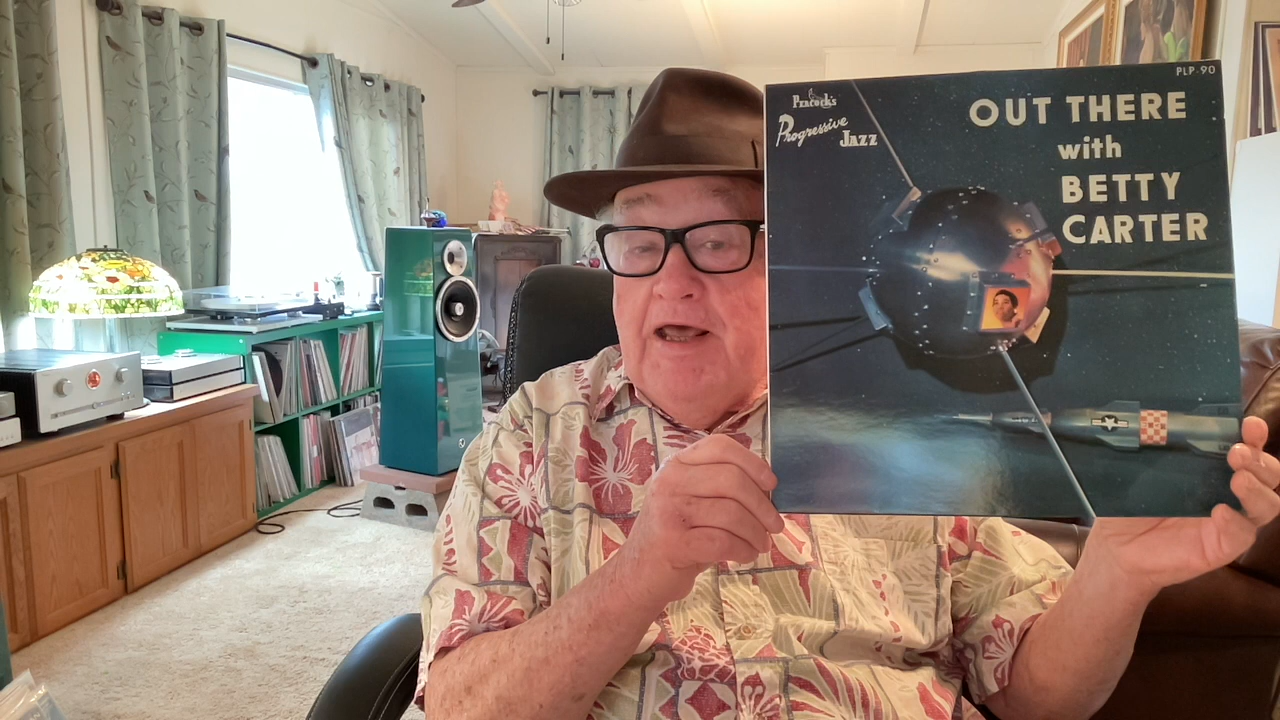 PLP-90
Peacock's
Progressive
Jazz
OUT THERE
with
BETTY
CARTER